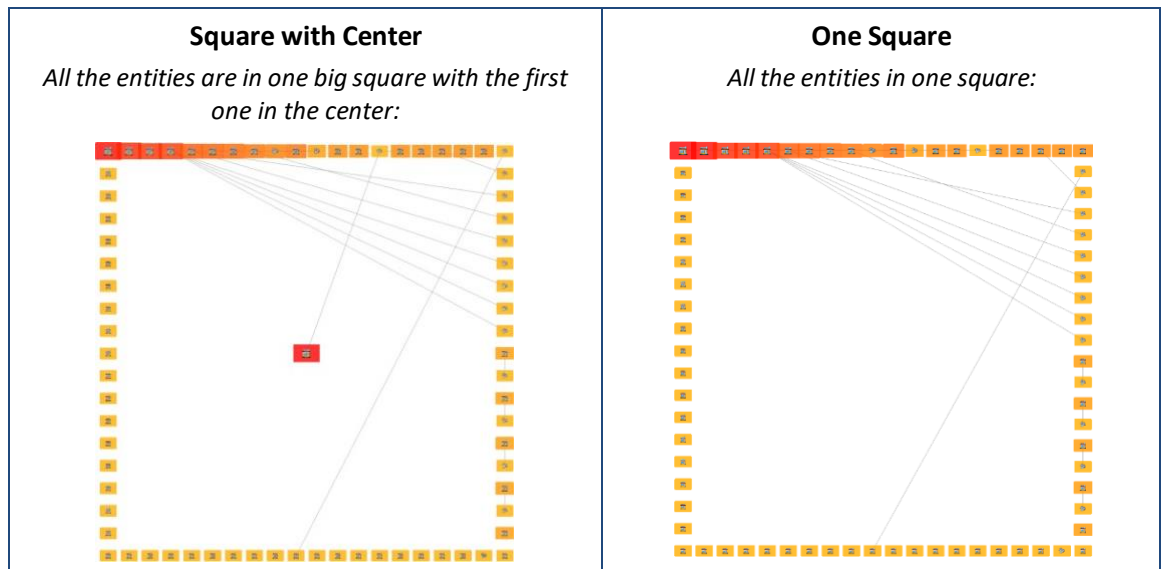 Square with Center
All the entities are in one big square with the first
one in the center:
One Square
All the entities in one square: